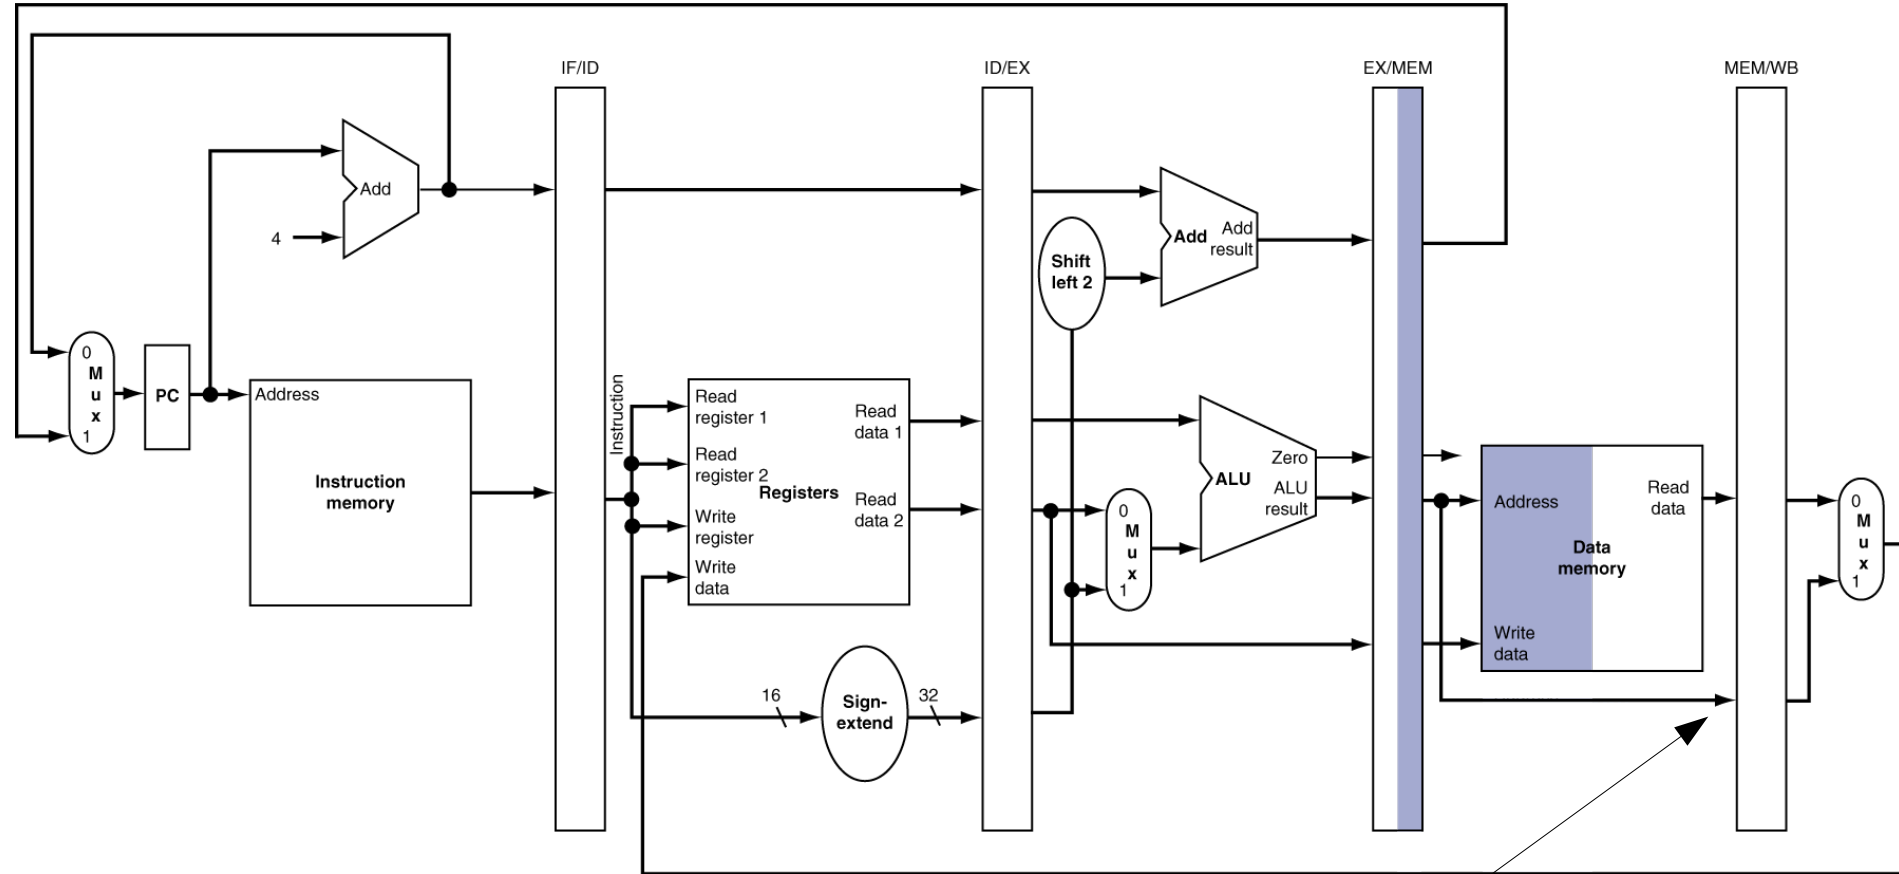 IF/ID
ID/EX
EX/MEM
MEM/WB
Add
4
Add
Add
result
Shift
left 2
0
M
u
x
1
PC
Address
Instruction
memory
Instruction
Read
register 1
Read
register 2
Write
register
Write
data
Registers
Read
data 1
Read
data 2
0
M
u
x
1
Zero
ALU
ALU
result
Address
Read
data
Data
memory
Write
data
0
M
u
x
1
16
Sign-
extend
32